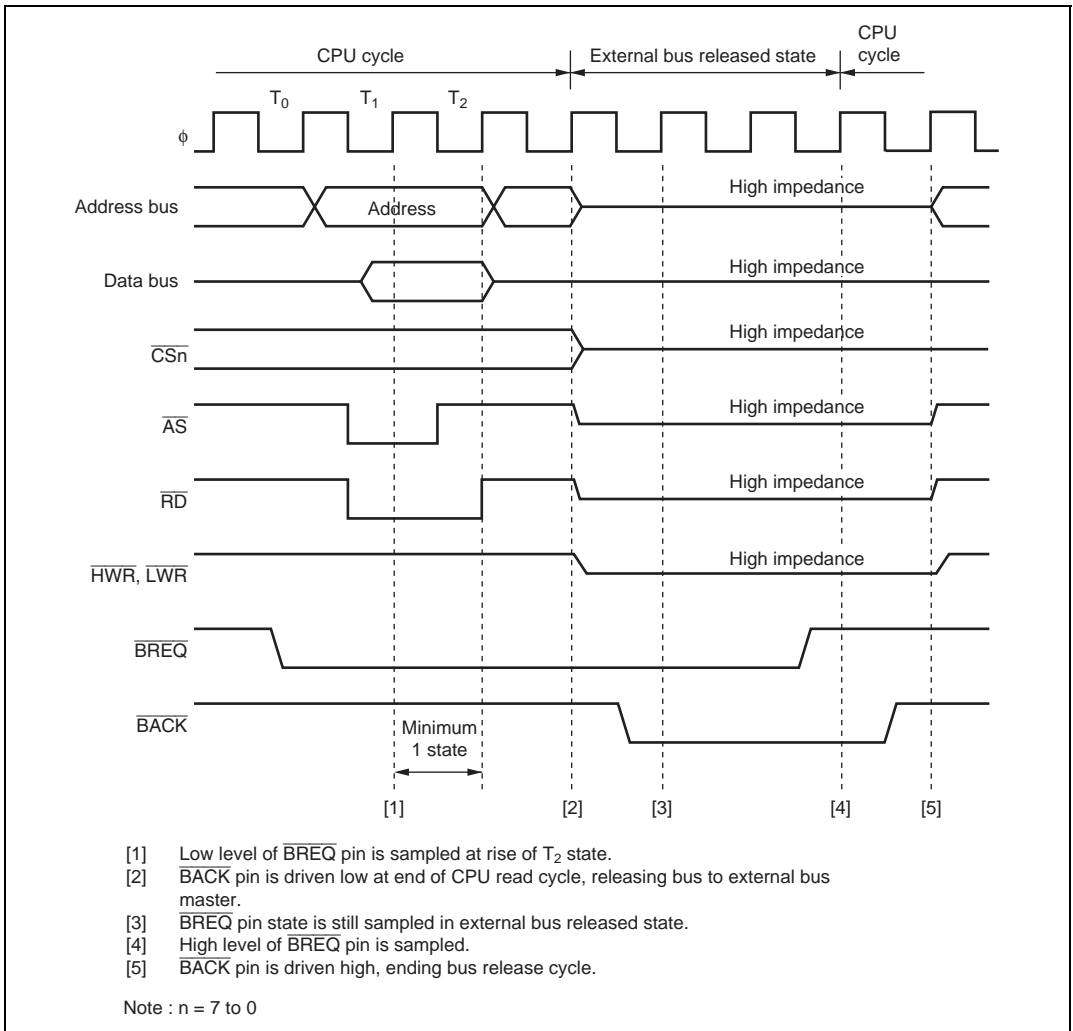 CPU cycle
External bus released state
CPU
cycle
T0
T1
T2
ϕ
Address bus
Address
High impedance
Data bus
High impedance
CSn
High impedance
AS
High impedance
RD
High impedance
HWR, LWR
High impedance
BREQ
BACK
Minimum
1 state
[1]
[2]
[3]
[4]
[5]
[1] Low level of BREQ pin is sampled at rise of T2 state.
[2] BACK pin is driven low at end of CPU read cycle, releasing bus to external bus
master.
[3] BREQ pin state is still sampled in external bus released state.
[4] High level of BREQ pin is sampled.
[5] BACK pin is driven high, ending bus release cycle.
Note : n = 7 to 0